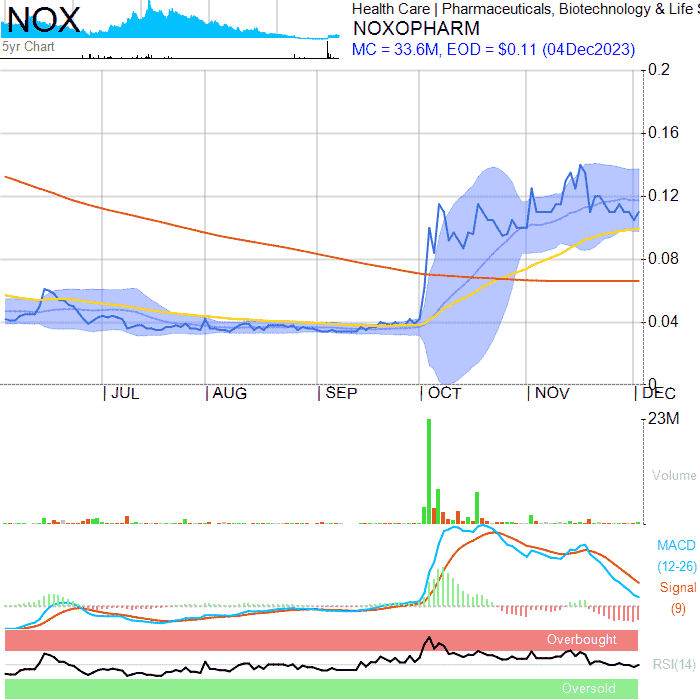 NOX
5yr Chart
Health Care | Pharmaceuticals, Biotechnology & Life
NOXOPHARM
MC = 33.6M, EOD = $0.11 (04Dec2023)
0.2
0.16
0.12
0.08
0.04
0
JUL AUG SEP OCT NOV DEC
23M
Volume
MACD
(12-26)
Signal
(9)
Overbought
RSI(14)
Oversold